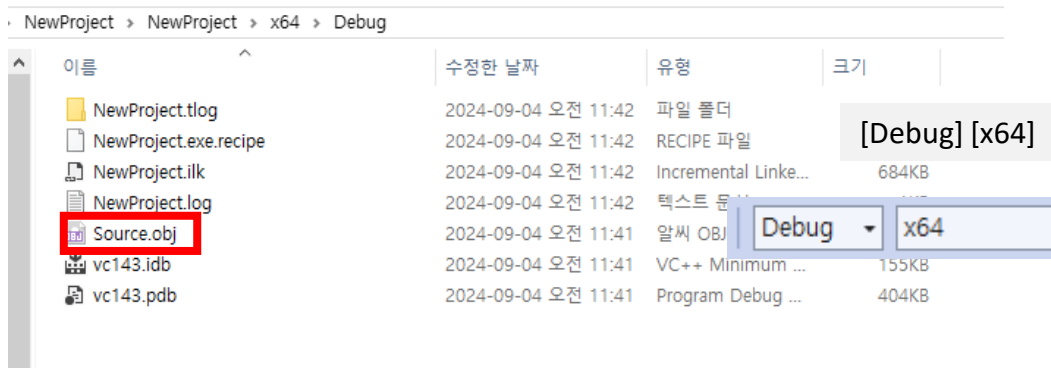 › NewProject › NewProject › x64 › Debug
이름 수정한 날짜 유형 크기
NewProject.tlog 2024-09-04 오전 11:42 파일 폴더
NewProject.exe.recipe 2024-09-04 오전 11:42 RECIPE 파일
[Debug] [x64]
NewProject.ilk 2024-09-04 오전 11:42 Incremental Linke... 684KB
NewProject.log 2024-09-04 오전 11:42 텍스트
Source.obj 2024-09-04 오전 11:41 알씨 OBJ
Debug x64
vc143.idb 2024-09-04 오전 11:41 VC++ Minimum ... 155KB
vc143.pdb 2024-09-04 오전 11:41 Program Debug ... 404KB